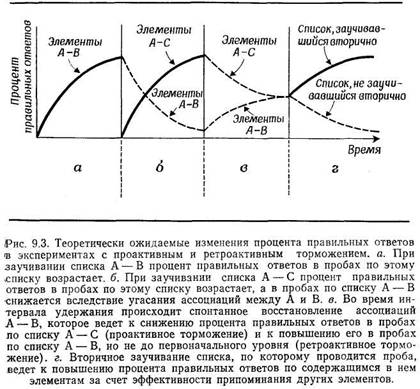 Элементы
А–В
Элементы
А–С
Элементы
А–С
Список, заучивав-
шийся вторично
Процент
правильных ответов
Элементы
А–В
Элементы
А–В
Список, не заучи-
вавшийся вторично
Время
а
б
в
г
Рис. 9.3. Теоретически ожидаемые изменения процента правильных ответов
в экспериментах с проактивным и ретроактивным торможением. а. При
заучивании списка А — В процент правильных ответов в пробах по этому
списку возрастает. б. При заучивании списка А — С процент правильных
ответов в пробах по этому списку возрастает, а в пробах по списку А — В
снижается вследствие угасания ассоциаций между А и В. в. Во время ин-
тервала удержания происходит спонтанное восстановление ассоциаций
А — В, которое ведет к снижению процента правильных ответов в пробах
по списку А — С (проактивное торможение) и к повышению его в пробах
по списку А — В, но не до первоначального уровня (ретроактивное тормо-
жение). г. Вторичное заучивание списка, по которому проводится проба,
ведет к повышению процента правильных ответов по содержащимся в нем
элементам за счет эффективности припоминания других элементов.